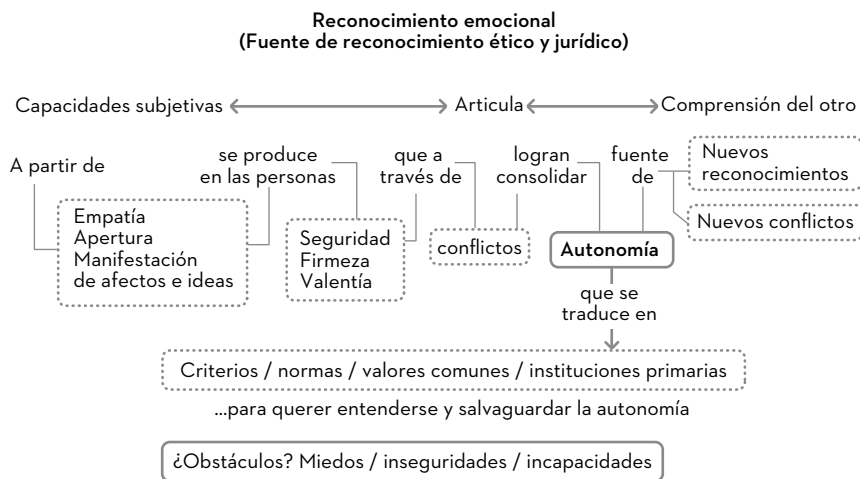 Reconocimiento emocional
(Fuente de reconocimiento ético y jurídico)
Capacidades subjetivas
Articula
Comprensión del otro
A partir de
Empatía
Apertura
Manifestación
de afectos e ideas
se produce
en las personas
Seguridad
Firmeza
Valentía
que a
través de
conflictos
logran
consolidar
Autonomía
fuente
de
Nuevos
reconocimientos
Nuevos conflictos
que se
traduce en
Criterios / normas / valores comunes / instituciones primarias
...para querer entenderse y salvaguardar la autonomía
¿Obstáculos? Miedos / inseguridades / incapacidades